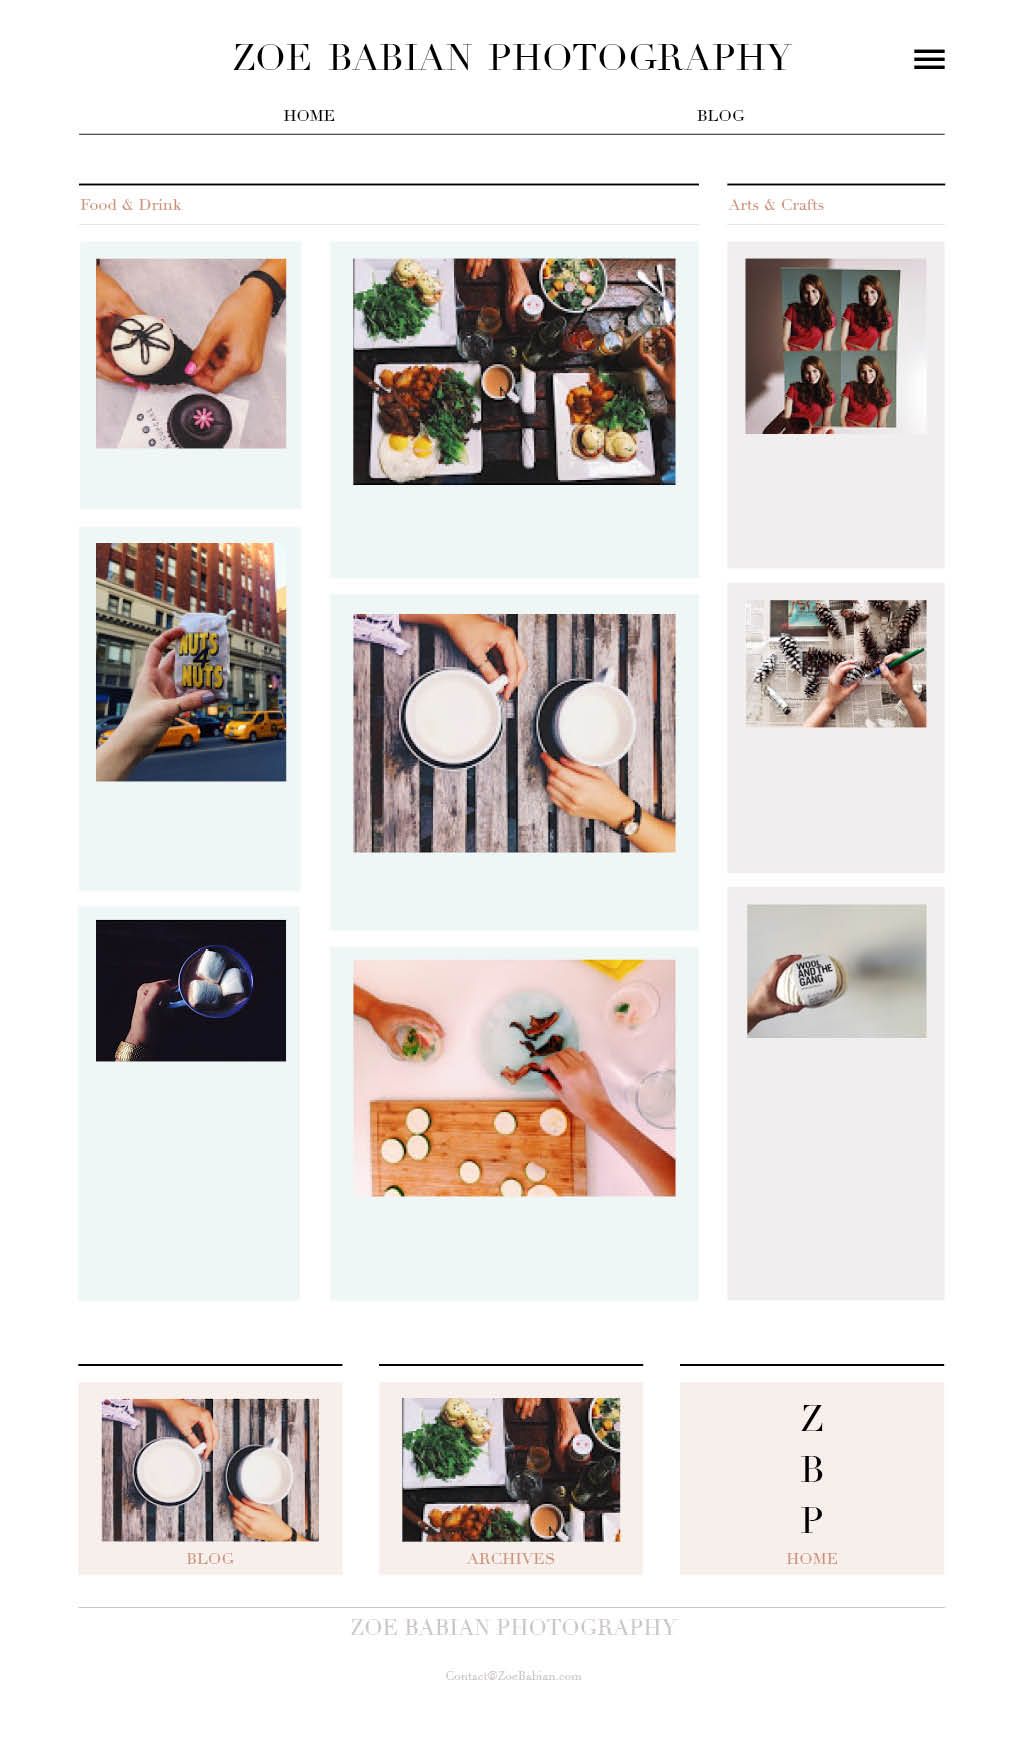 ZOE BABIAN PHOTOGRAPHY
HOME
BLOG
Food & Drink
Arts & Crafts
NUTS
4
NUTS
WOOL
AND THE
GANG
BLOG
ARCHIVES
Z
B
P
HOME
ZOE BABIAN PHOTOGRAPHY
Contact@ZoeBabian.com